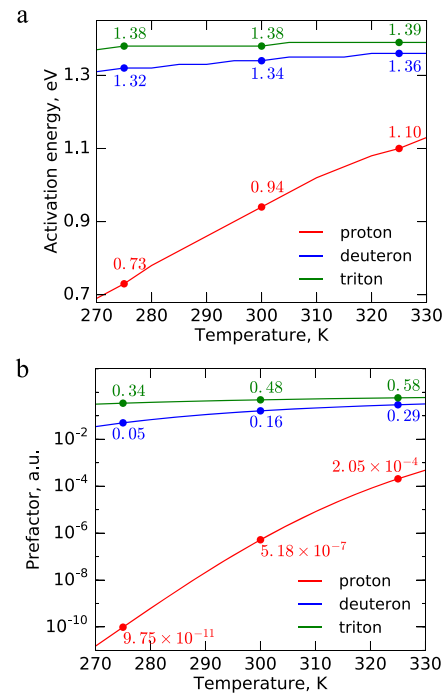 a
Activation energy, eV
1.3
1.1
0.9
0.7
1.38
1.38
1.39
1.32
1.34
1.36
1.10
0.94
0.73
proton
deuteron
triton
270 280 290 300 310 320 330
Temperature, K
b
Prefactor, a.u.
10⁻²
10⁻⁴
10⁻⁶
10⁻⁸
10⁻¹⁰
0.34
0.48
0.58
0.05
0.16
0.29
2.05 × 10⁻⁴
5.18 × 10⁻⁷
9.75 × 10⁻¹¹
proton
deuteron
triton
270 280 290 300 310 320 330
Temperature, K